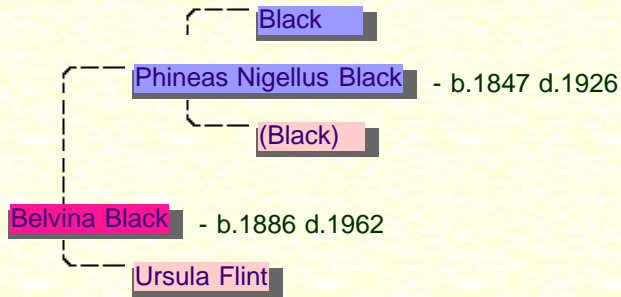 Black
Phineas Nigellus Black - b.1847 d.1926
(Black)
Belvina Black - b.1886 d.1962
Ursula Flint